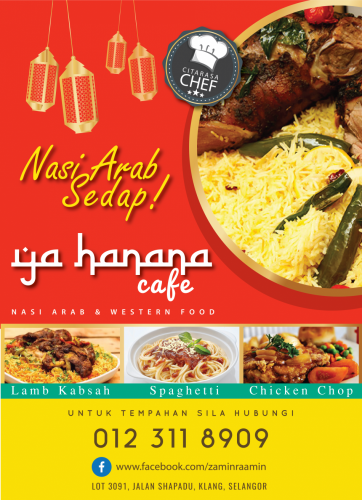 CITARASA
CHEF
Nasi Arab
Sedap!
ya hanana
cafe
NASI ARAB & WESTERN FOOD
Lamb Kabsah
Spaghetti
Chicken Chop
UNTUK TEMPAHAN SILA HUBUNGI
012 311 8909
f www.facebook.com/zaminraamin
LOT 3091, JALAN SHAPADU, KLANG, SELANGOR